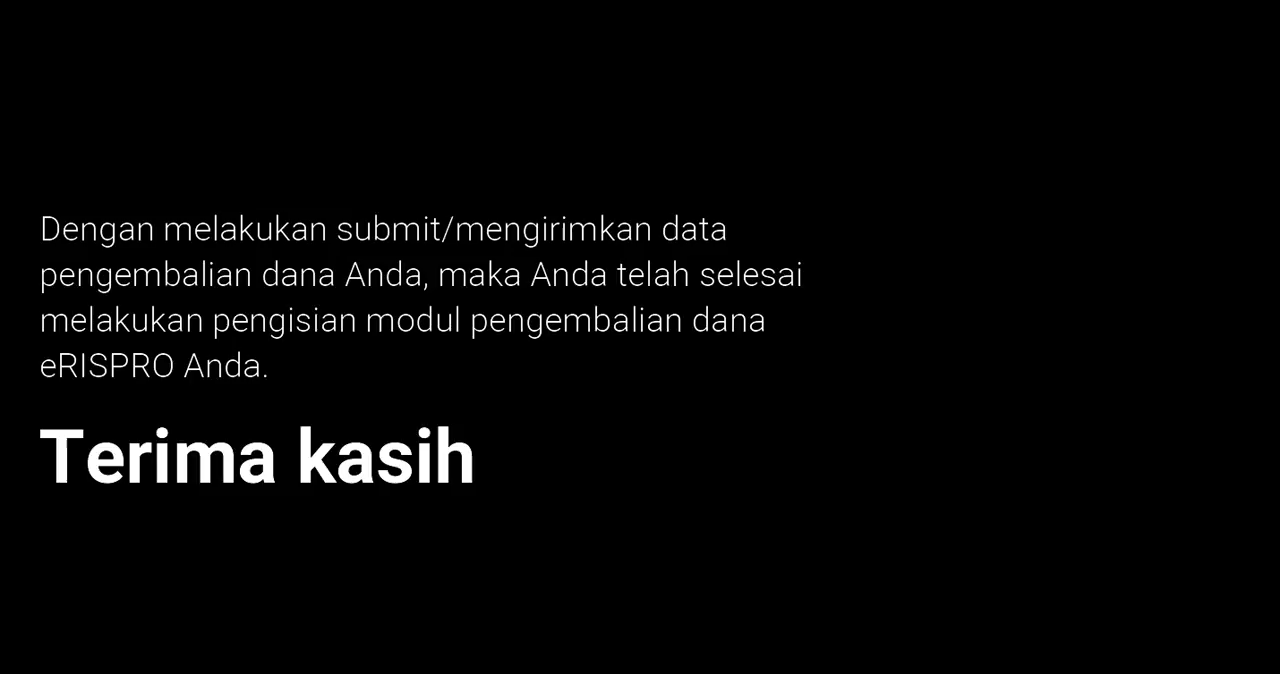 Dengan melakukan submit/mengirimkan data
pengembalian dana Anda, maka Anda telah selesai
melakukan pengisian modul pengembalian dana
eRISPRO Anda.
Terima kasih